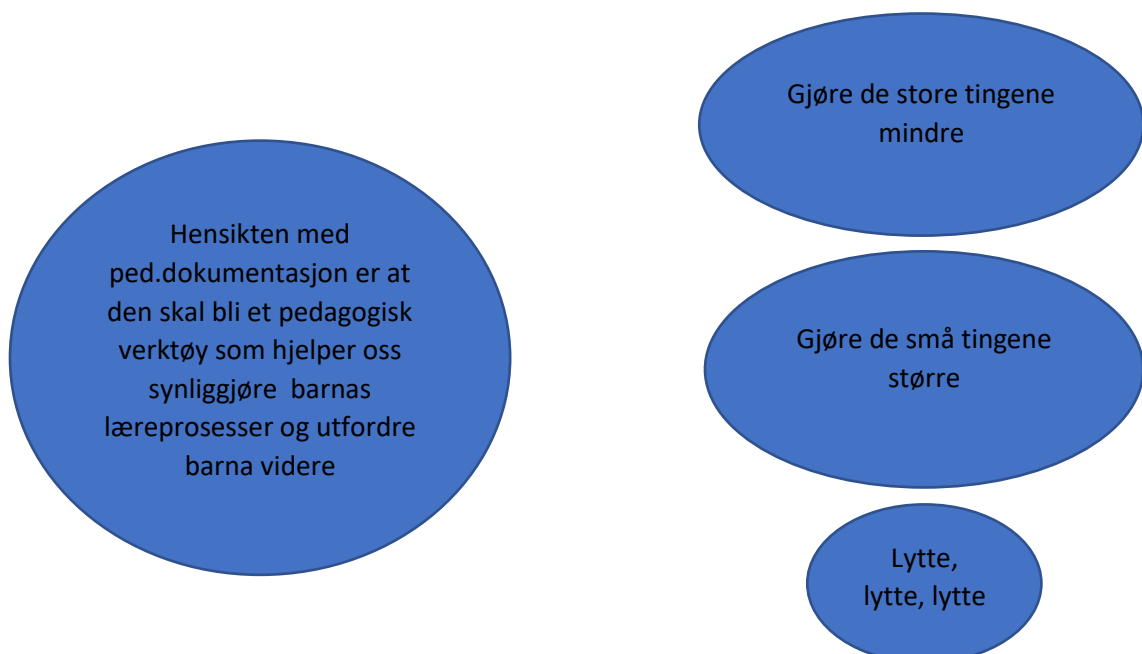 Hensikten med
ped.dokumentasjon er at
den skal bli et pedagogisk
verktøy som hjelper oss
synliggjøre  barnas
læreprosesser og utfordre
barna videre
Gjøre de store tingene
mindre
Gjøre de små tingene
større
Lytte,
lytte, lytte